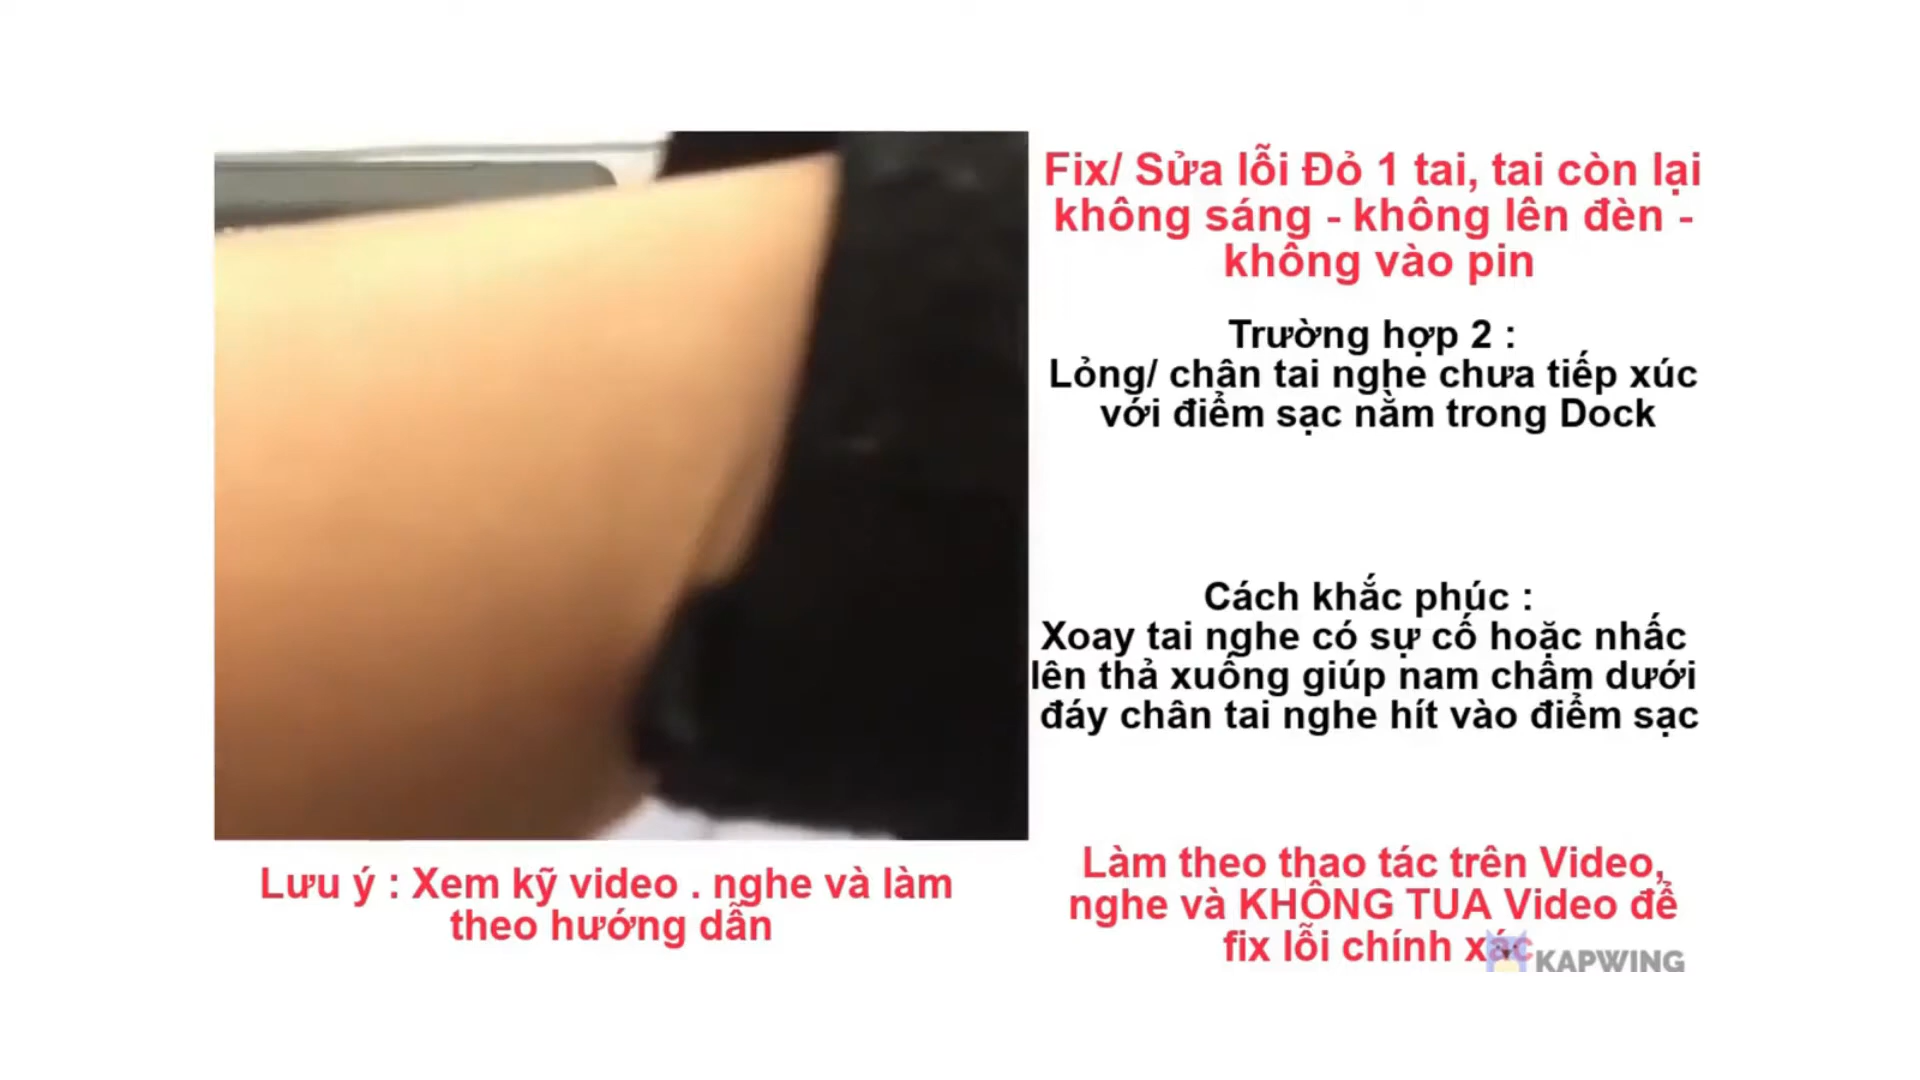 Fix/ Sửa lỗi Đỏ 1 tai, tai còn lại
không sáng - không lên đèn -
không vào pin
Trường hợp 2 :
Lỏng/ chân tai nghe chưa tiếp xúc
với điểm sạc nằm trong Dock
Cách khắc phúc :
Xoay tai nghe có sự cố hoặc nhấc
lên thả xuống giúp nam châm dưới
đáy chân tai nghe hít vào điểm sạc
Lưu ý : Xem kỹ video . nghe và làm
theo hướng dẫn
Làm theo thao tác trên Video,
nghe và KHÔNG TUA Video để
fix lỗi chính xác
KAPWING